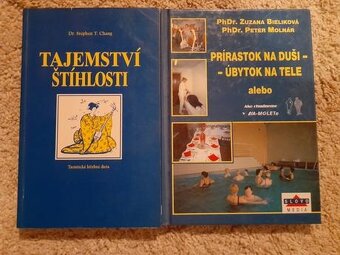 Dr. Stephen T. Chang
TAJEMSTVÍ
ŠTÍHLOSTI
Taoistická léčebná dieta
PhDr. ZUZANA BIELIKOVÁ
PhDr. PETER MOLNÁR
PRÍRASTOK NA DUŠI -
- ÚBYTOK NA TELE
alebo
SLOVO
MEDIA